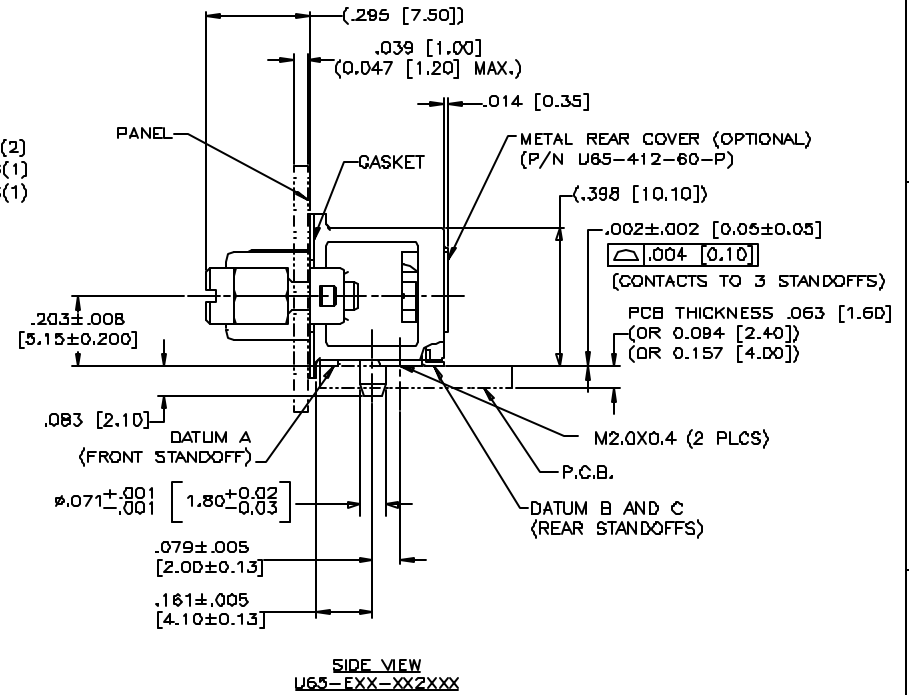 (.295 [7.50])
.039 [1.00]
(0.047 [1.20] MAX.)
.014 [0.35]
PANEL
(2)
(1)
(1)
GASKET
METAL REAR COVER (OPTIONAL)
(P/N U65-412-60-P)
(.398 [10.10])
.002±.002 [0.05±0.05]
⌓ .004 [0.10]
(CONTACTS TO 3 STANDOFFS)
PCB THICKNESS .063 [1.60]
(OR 0.094 [2.40])
(OR 0.157 [4.00])
.203±.008
[5.15±0.200]
.083 [2.10]
DATUM A
(FRONT STANDOFF)
M2.0X0.4 (2 PLCS)
P.C.B.
DATUM B AND C
(REAR STANDOFFS)
ø.071+.001 -.001 [1.80+0.02 -0.03]
.079±.005
[2.00±0.13]
.161±.005
[4.10±0.13]
SIDE VIEW
U65-EXX-XX2XXX